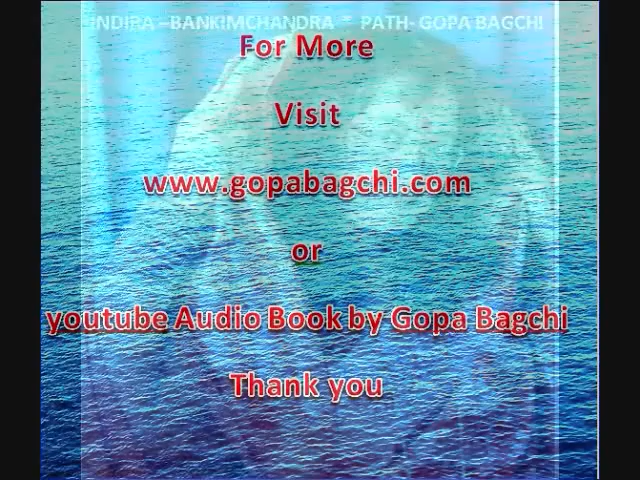 INDIRA –BANKIMCHANDRA * PATH- GOPA BAGCHI
For More
Visit
www.gopabagchi.com
or
youtube Audio Book by Gopa Bagchi
Thank you